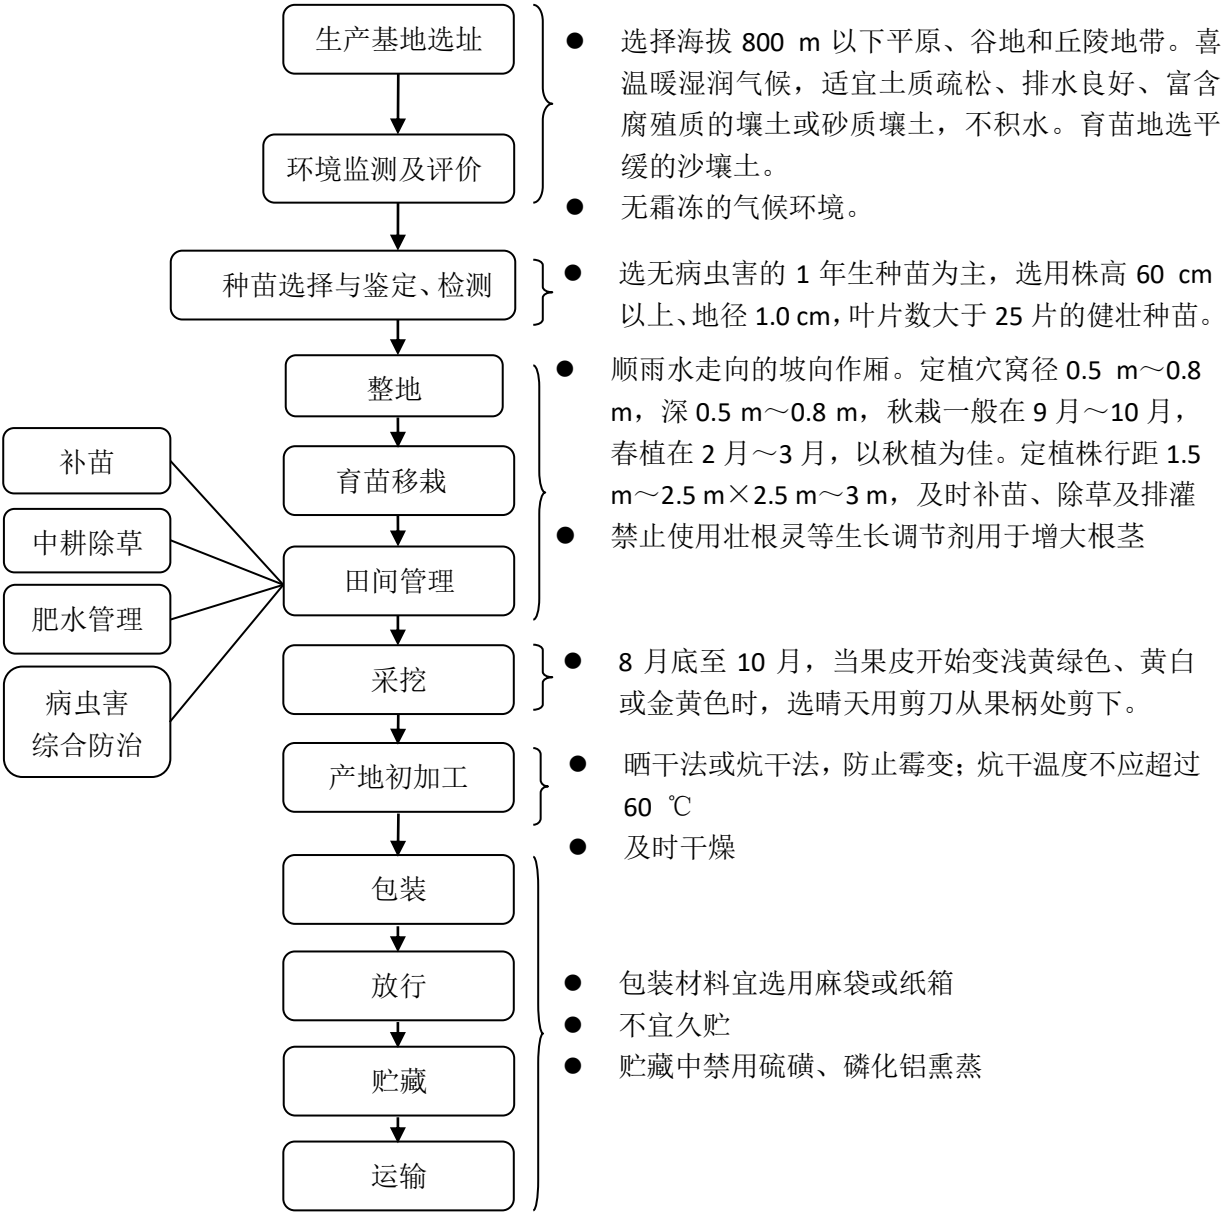 生产基地选址
选择海拔 800 m 以下平原、谷地和丘陵地带。喜
温暖湿润气候，适宜土质疏松、排水良好、富含
腐殖质的壤土或砂质壤土，不积水。育苗地选平
缓的沙壤土。
环境监测及评价
无霜冻的气候环境。
种苗选择与鉴定、检测
选无病虫害的 1 年生种苗为主，选用株高 60 cm
以上、地径 1.0 cm，叶片数大于 25 片的健壮种苗。
整地
顺雨水走向的坡向作厢。定植穴窝径 0.5 m～0.8
m，深 0.5 m～0.8 m，秋栽一般在 9 月～10 月，
春植在 2 月～3 月，以秋植为佳。定植株行距 1.5
m～2.5 m×2.5 m～3 m，及时补苗、除草及排灌
禁止使用壮根灵等生长调节剂用于增大根茎
育苗移栽
田间管理
补苗
中耕除草
肥水管理
病虫害
综合防治
采挖
8 月底至 10 月，当果皮开始变浅黄绿色、黄白
或金黄色时，选晴天用剪刀从果柄处剪下。
产地初加工
晒干法或炕干法，防止霉变；炕干温度不应超过
60 ℃
及时干燥
包装
放行
贮藏
运输
包装材料宜选用麻袋或纸箱
不宜久贮
贮藏中禁用硫磺、磷化铝熏蒸